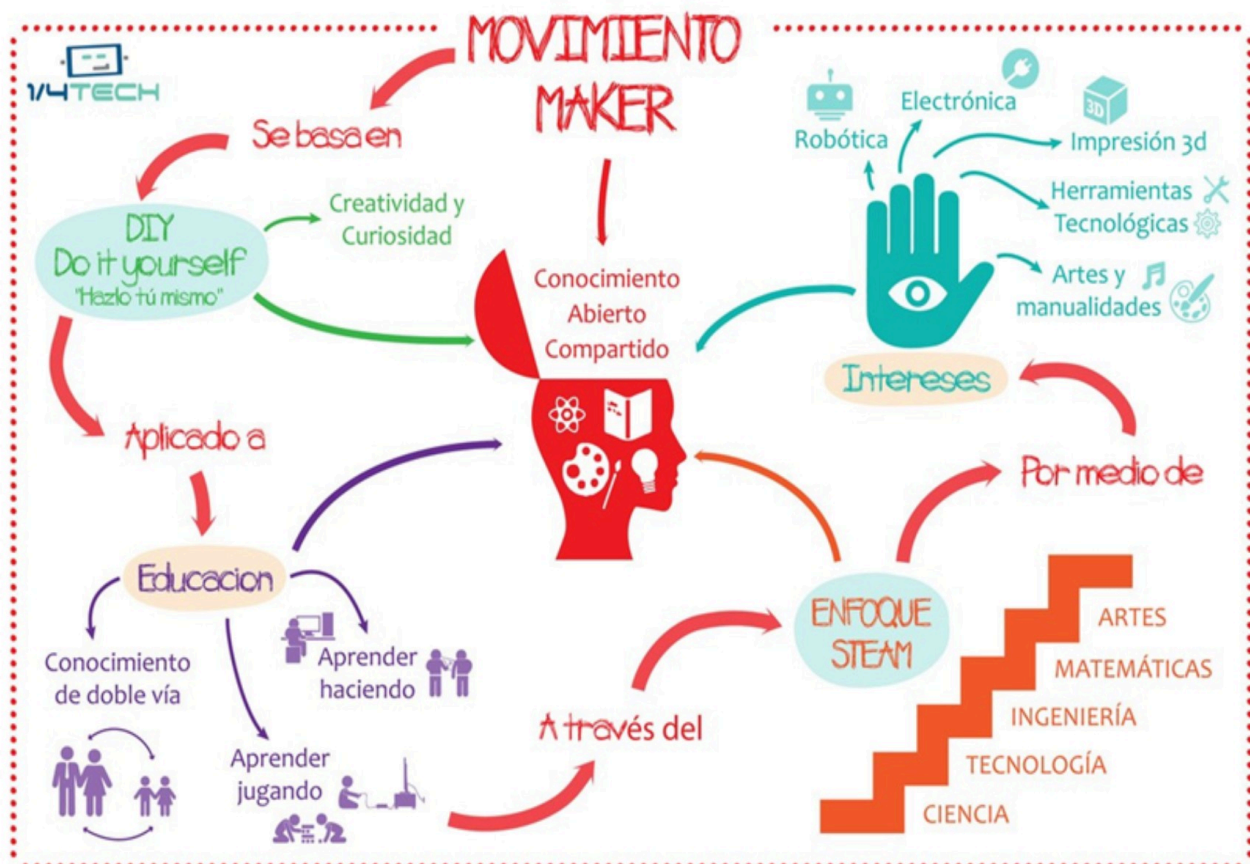 1/4TECH
MOVIMIENTO
MAKER
Se basa en
DIY
Do it yourself
"Hazlo tú mismo"
Creatividad y
Curiosidad
Conocimiento
Abierto
Compartido
Robótica
Electrónica
3D
Impresión 3d
Herramientas
Tecnológicas
Artes y
manualidades
Intereses
Aplicado a
Educacion
Conocimiento
de doble vía
Aprender
jugando
Aprender
haciendo
A través del
ENFOQUE
STEAM
Por medio de
ARTES
MATEMÁTICAS
INGENIERÍA
TECNOLOGÍA
CIENCIA